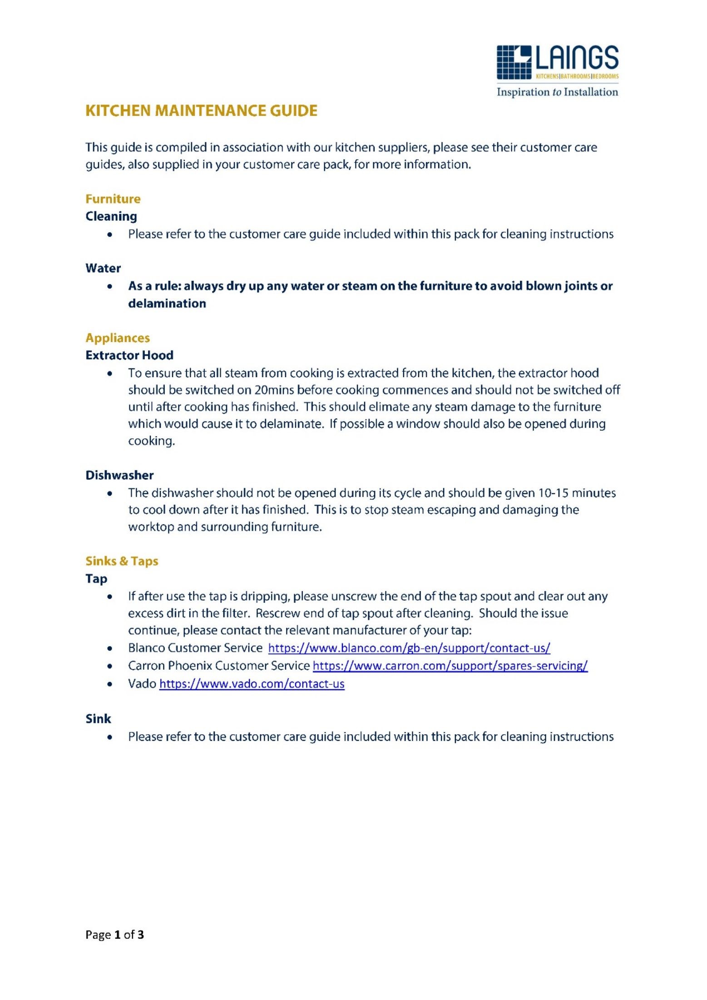 LAINGS
KITCHENS|BATHROOMS|BEDROOMS
Inspiration to Installation
KITCHEN MAINTENANCE GUIDE
This guide is compiled in association with our kitchen suppliers, please see their customer care
guides, also supplied in your customer care pack, for more information.
Furniture
Cleaning
• Please refer to the customer care guide included within this pack for cleaning instructions
Water
• As a rule: always dry up any water or steam on the furniture to avoid blown joints or
delamination
Appliances
Extractor Hood
• To ensure that all steam from cooking is extracted from the kitchen, the extractor hood
should be switched on 20mins before cooking commences and should not be switched off
until after cooking has finished. This should elimate any steam damage to the furniture
which would cause it to delaminate. If possible a window should also be opened during
cooking.
Dishwasher
• The dishwasher should not be opened during its cycle and should be given 10-15 minutes
to cool down after it has finished. This is to stop steam escaping and damaging the
worktop and surrounding furniture.
Sinks & Taps
Tap
• If after use the tap is dripping, please unscrew the end of the tap spout and clear out any
excess dirt in the filter. Rescrew end of tap spout after cleaning. Should the issue
continue, please contact the relevant manufacturer of your tap:
• Blanco Customer Service https://www.blanco.com/gb-en/support/contact-us/
• Carron Phoenix Customer Service https://www.carron.com/support/spares-servicing/
• Vado https://www.vado.com/contact-us
Sink
• Please refer to the customer care guide included within this pack for cleaning instructions
Page 1 of 3